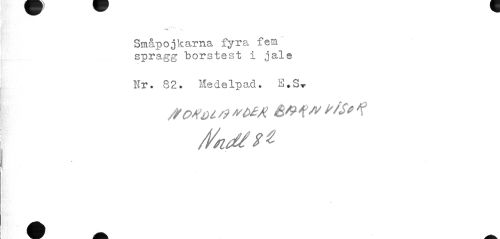 Småpojkarna fyra fem
spragg borstest i jale
Nr. 82. Medelpad. E.S.
NORDLANDER BARNVISOR
Nordl. 82